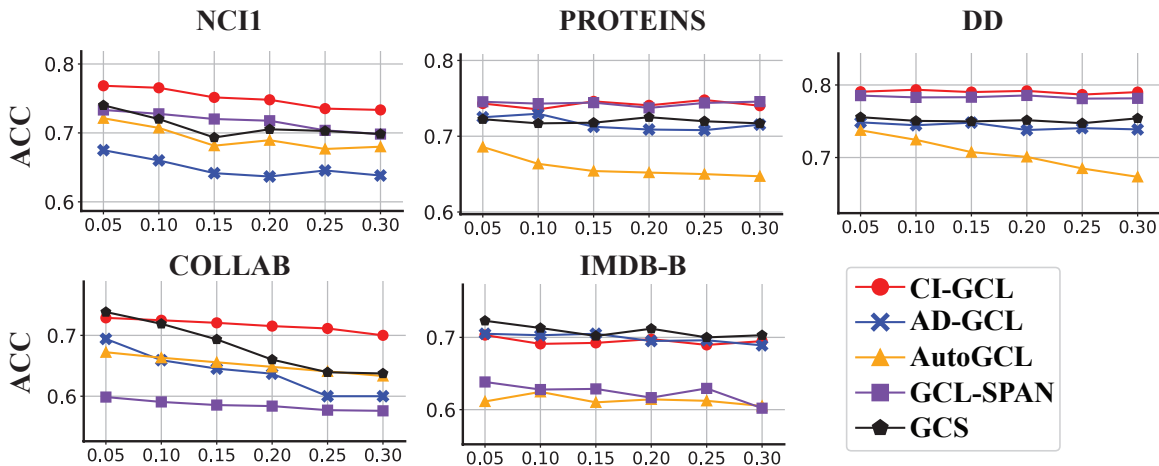 NCI1 PROTEINS DD
ACC
0.8 0.7 0.6
0.05 0.10 0.15 0.20 0.25 0.30
0.8 0.7 0.6
0.05 0.10 0.15 0.20 0.25 0.30
0.8 0.7
0.05 0.10 0.15 0.20 0.25 0.30
COLLAB IMDB-B
ACC
0.7 0.6
0.05 0.10 0.15 0.20 0.25 0.30
0.7 0.6
0.05 0.10 0.15 0.20 0.25 0.30
CI-GCL
AD-GCL
AutoGCL
GCL-SPAN
GCS